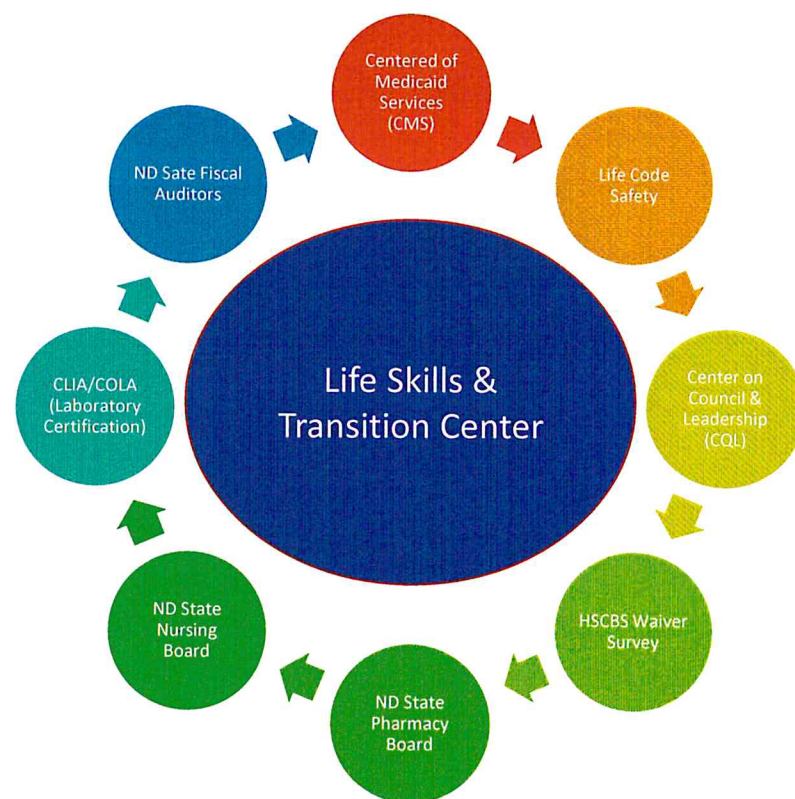 Centered of
Medicaid
Services
(CMS)
Life Code
Safety
Center on
Council &
Leadership
(CQL)
HSCBS Waiver
Survey
ND State
Pharmacy
Board
ND State
Nursing
Board
CLIA/COLA
(Laboratory
Certification)
ND Sate Fiscal
Auditors
Life Skills &
Transition Center